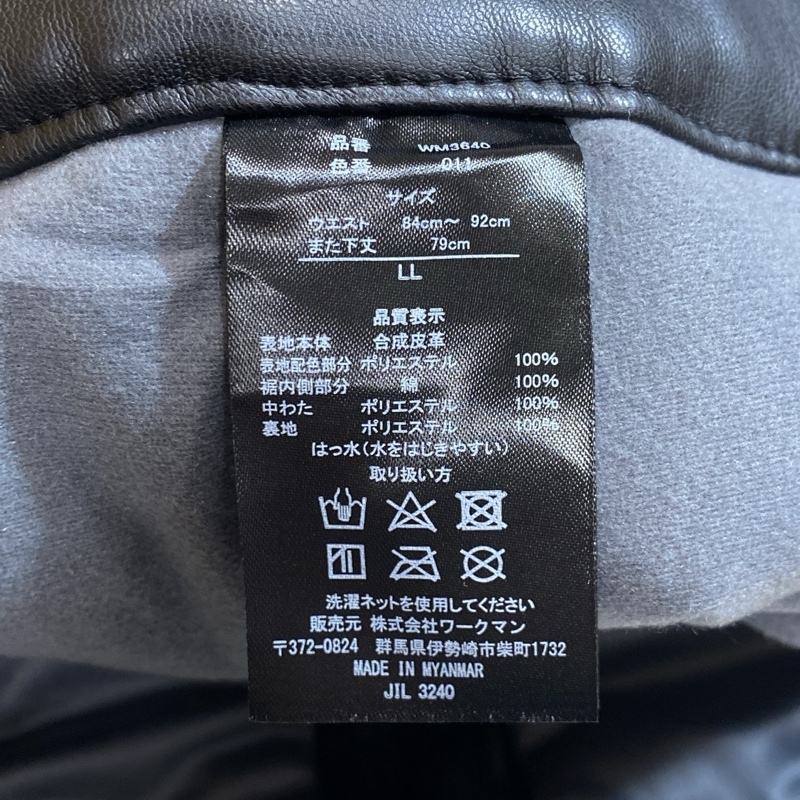 品番 WM3640
色番 011
サイズ
ウエスト 84cm～ 92cm
また下丈 79cm
LL
品質表示
表地本体 合成皮革
表地配色部分 ポリエステル 100%
裾内側部分 綿 100%
中わた ポリエステル 100%
裏地 ポリエステル 100%
はっ水(水をはじきやすい)
取り扱い方
洗濯ネットを使用してください
販売元 株式会社ワークマン
〒372-0824 群馬県伊勢崎市柴町1732
MADE IN MYANMAR
JIL 3240